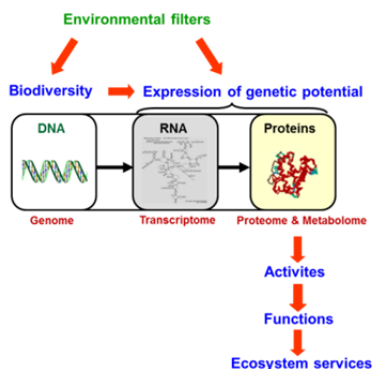 Environmental filters
Biodiversity
Expression of genetic potential
DNA
RNA
Proteins
Genome
Transcriptome
Proteome & Metabolome
Activites
Functions
Ecosystem services